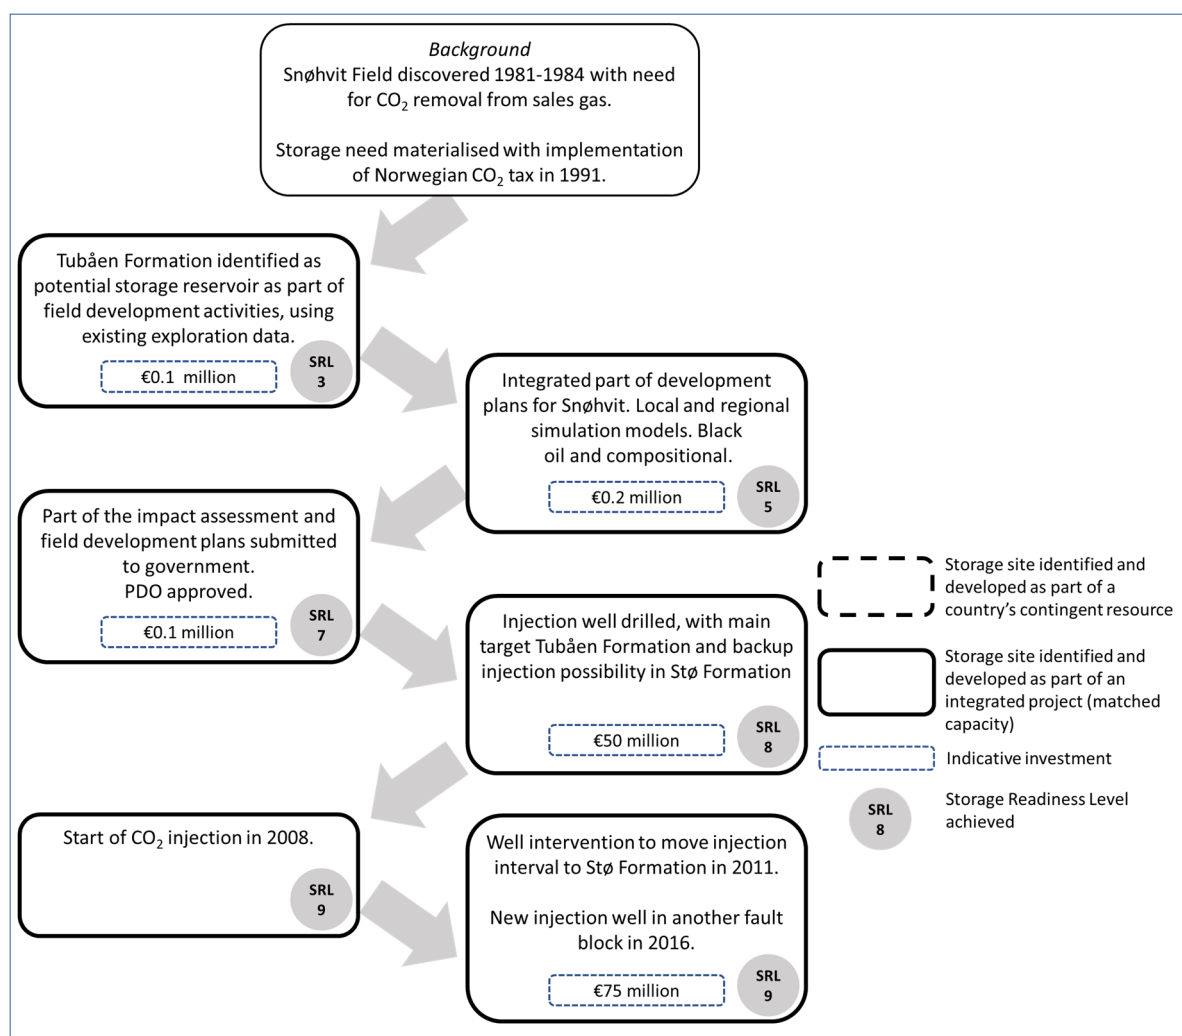 Background
Snøhvit Field discovered 1981-1984 with need
for CO₂ removal from sales gas.
Storage need materialised with implementation
of Norwegian CO₂ tax in 1991.
Tubåen Formation identified as
potential storage reservoir as part of
field development activities, using
existing exploration data.
€0.1 million
SRL
3
Integrated part of development
plans for Snøhvit. Local and regional
simulation models. Black
oil and compositional.
€0.2 million
SRL
5
Part of the impact assessment and
field development plans submitted
to government.
PDO approved.
€0.1 million
SRL
7
Injection well drilled, with main
target Tubåen Formation and backup
injection possibility in Stø Formation
€50 million
SRL
8
Start of CO₂ injection in 2008.
SRL
9
Well intervention to move injection
interval to Stø Formation in 2011.
New injection well in another fault
block in 2016.
€75 million
SRL
9
Storage site identified and
developed as part of a
country's contingent resource
Storage site identified and
developed as part of an
integrated project (matched
capacity)
Indicative investment
SRL
8
Storage Readiness Level
achieved